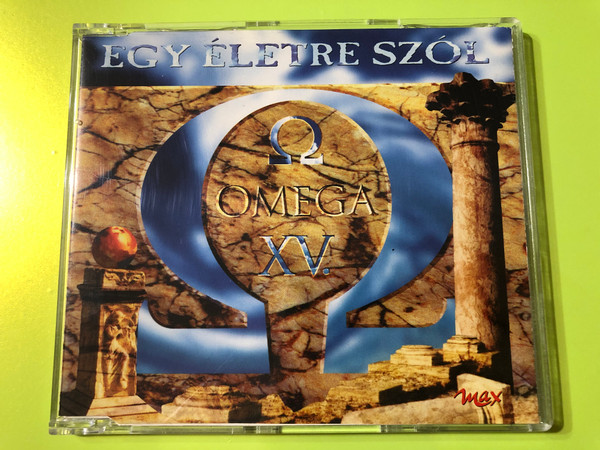 EGY ÉLETRE SZÓL
Ω
OMEGA
XV.
max